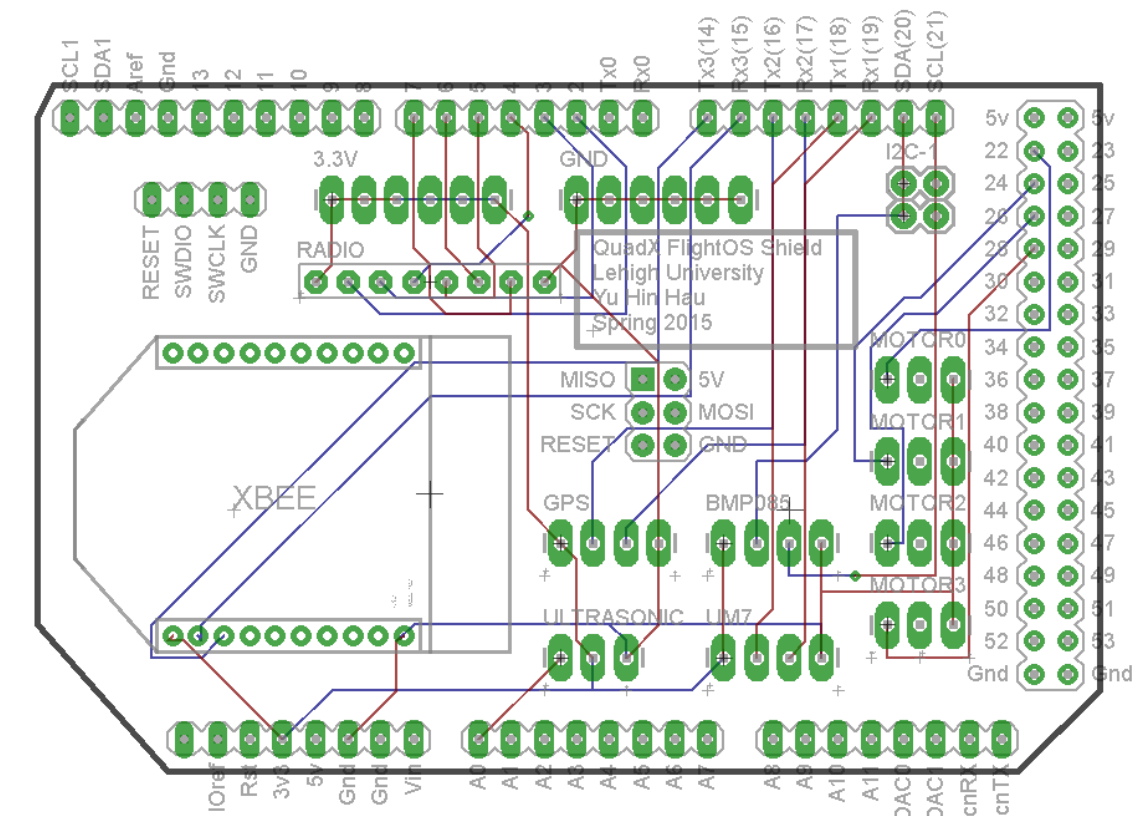 SCL1
SDA1
Aref
Gnd
13
12
11
10
9
8
7
6
5
4
3
2
Tx0
Rx0
Tx3(14)
Rx3(15)
Tx2(16)
Rx2(17)
Tx1(18)
Rx1(19)
SDA(20)
SCL(21)
I2C-1
3.3V
GND
RESET
SWDIO
SWCLK
GND
RADIO
QuadX FlightOS Shield
Lehigh University
Yu Hin Hau
Spring 2015
5v 5v
22 23
24 25
26 27
28 29
30 31
32 33
34 35
36 37
38 39
40 41
42 43
44 45
46 47
48 49
50 51
52 53
Gnd Gnd
MISO 5V
SCK MOSI
RESET GND
MOTOR0
MOTOR1
MOTOR2
MOTOR3
XBEE
GPS
BMP085
ULTRASONIC
UM7
IOref
Rst
3v3
5v
Gnd
Gnd
Vin
A0
A1
A2
A3
A4
A5
A6
A7
A8
A9
A10
A11
DAC0
DAC1
cnRX
cnTX